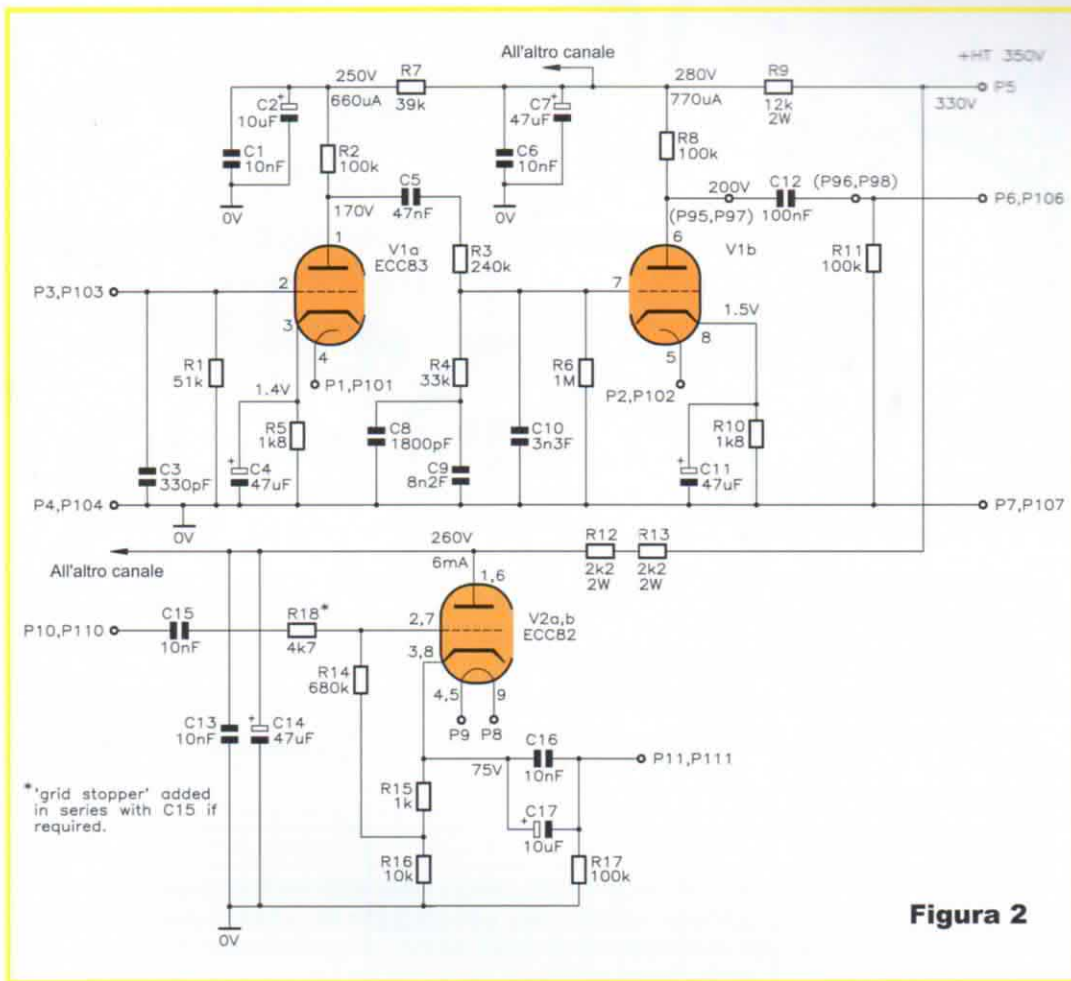 All'altro canale
+HT 350V
250V
R7
280V
R9
P5
C2
10uF
660uA
39k
C7
47uF
770uA
12k
2W
330V
C1
10nF
R2
100k
C6
10nF
R8
100k
C5
47nF
200V
C12
100nF
(P96,P98)
P6,P106
0V
170V
0V
(P95,P97)
1
V1a
ECC83
R3
240k
6
V1b
R11
100k
P3,P103
2
7
3
1.5V
8
4
5
R1
51k
1.4V
P1,P101
R4
33k
R6
1M
P2,P102
R5
1k8
C8
1800pF
C10
3n3F
R10
1k8
C3
330pF
C4
47uF
C9
8n2F
C11
47uF
P4,P104
P7,P107
0V
260V
R12
R13
All'altro canale
6mA
2k2
2W
2k2
2W
1,6
C15
P10,P110
10nF
R18*
4k7
2,7
V2a,b
ECC82
3,8
R14
680k
4,5
9
C13
10nF
C14
47uF
P9
P8
C16
10nF
P11,P111
75V
*'grid stopper' added
in series with C15 if
required.
R15
1k
C17
10uF
R16
10k
R17
100k
0V
Figura 2